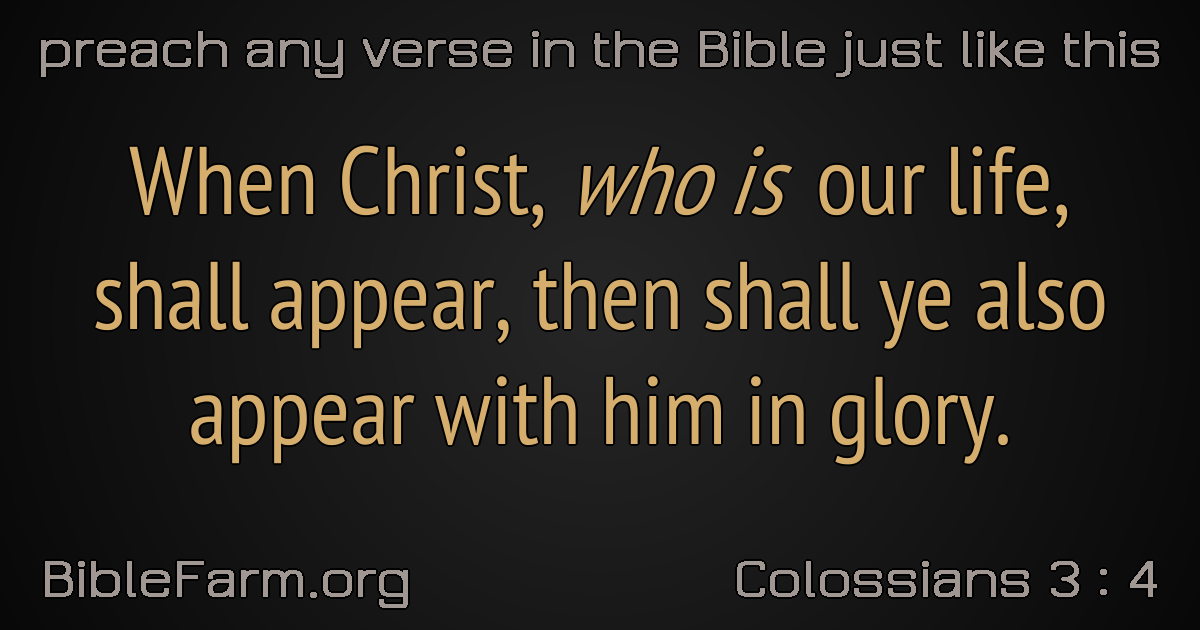 preach any verse in the Bible just like this
When Christ, who is our life,
shall appear, then shall ye also
appear with him in glory.
BibleFarm.org
Colossians 3 : 4